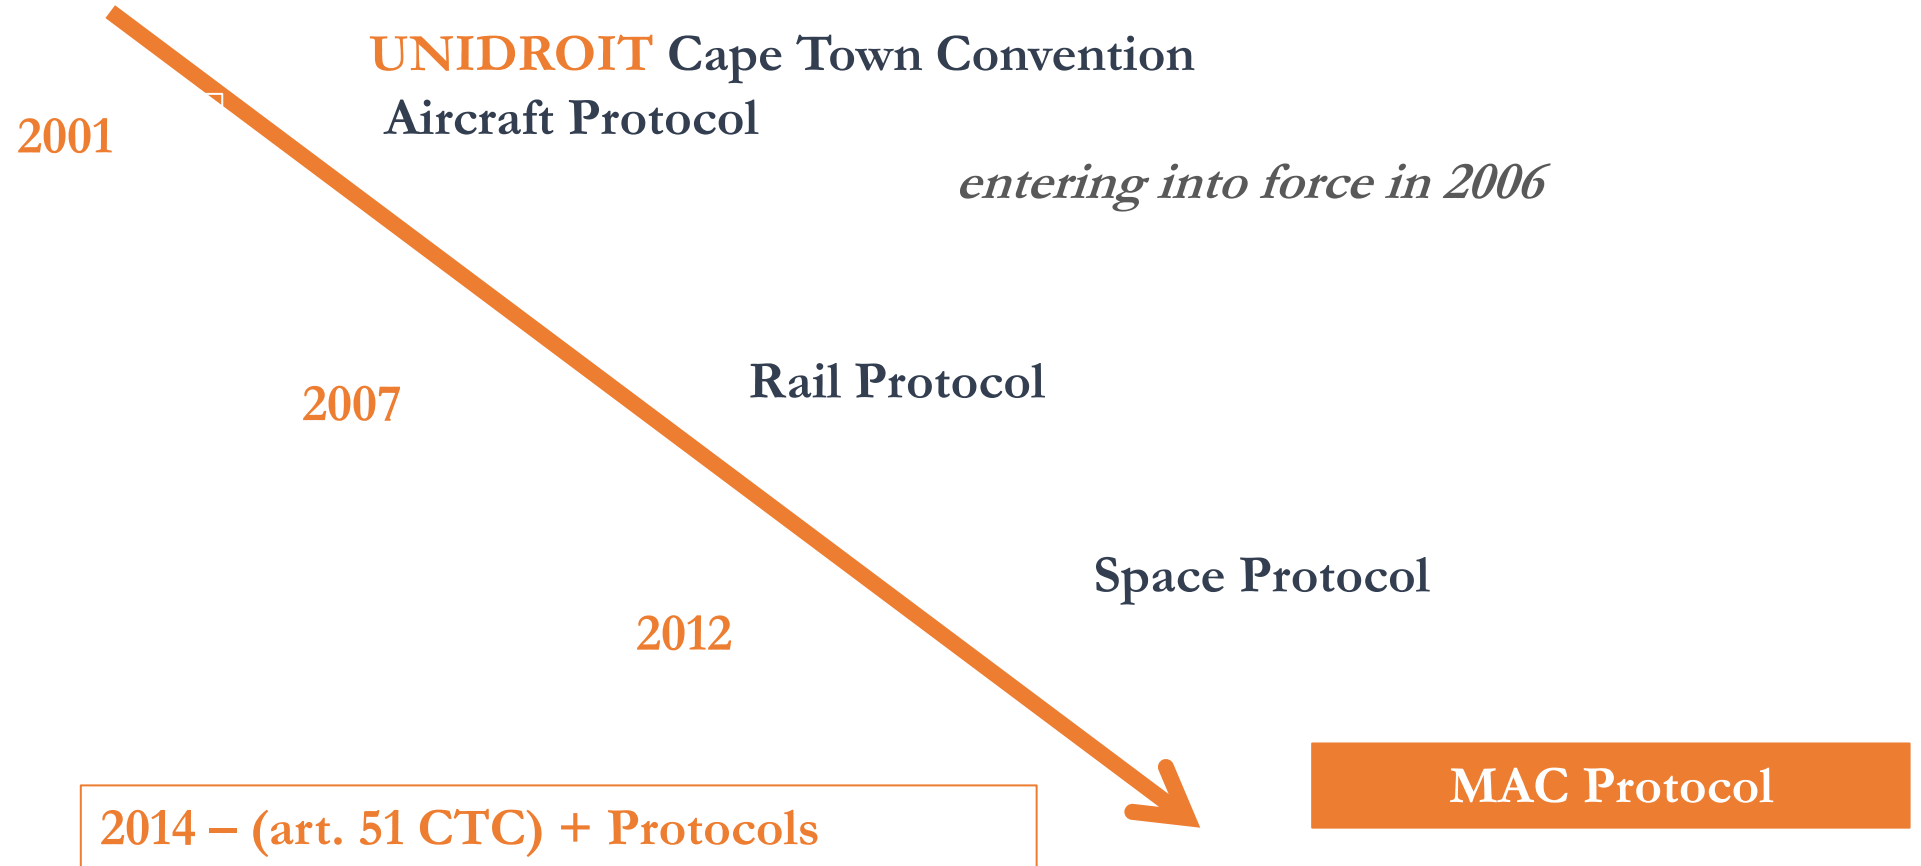 UNIDROIT Cape Town Convention
Aircraft Protocol
2001
entering into force in 2006
Rail Protocol
2007
Space Protocol
2012
MAC Protocol
2014 – (art. 51 CTC) + Protocols